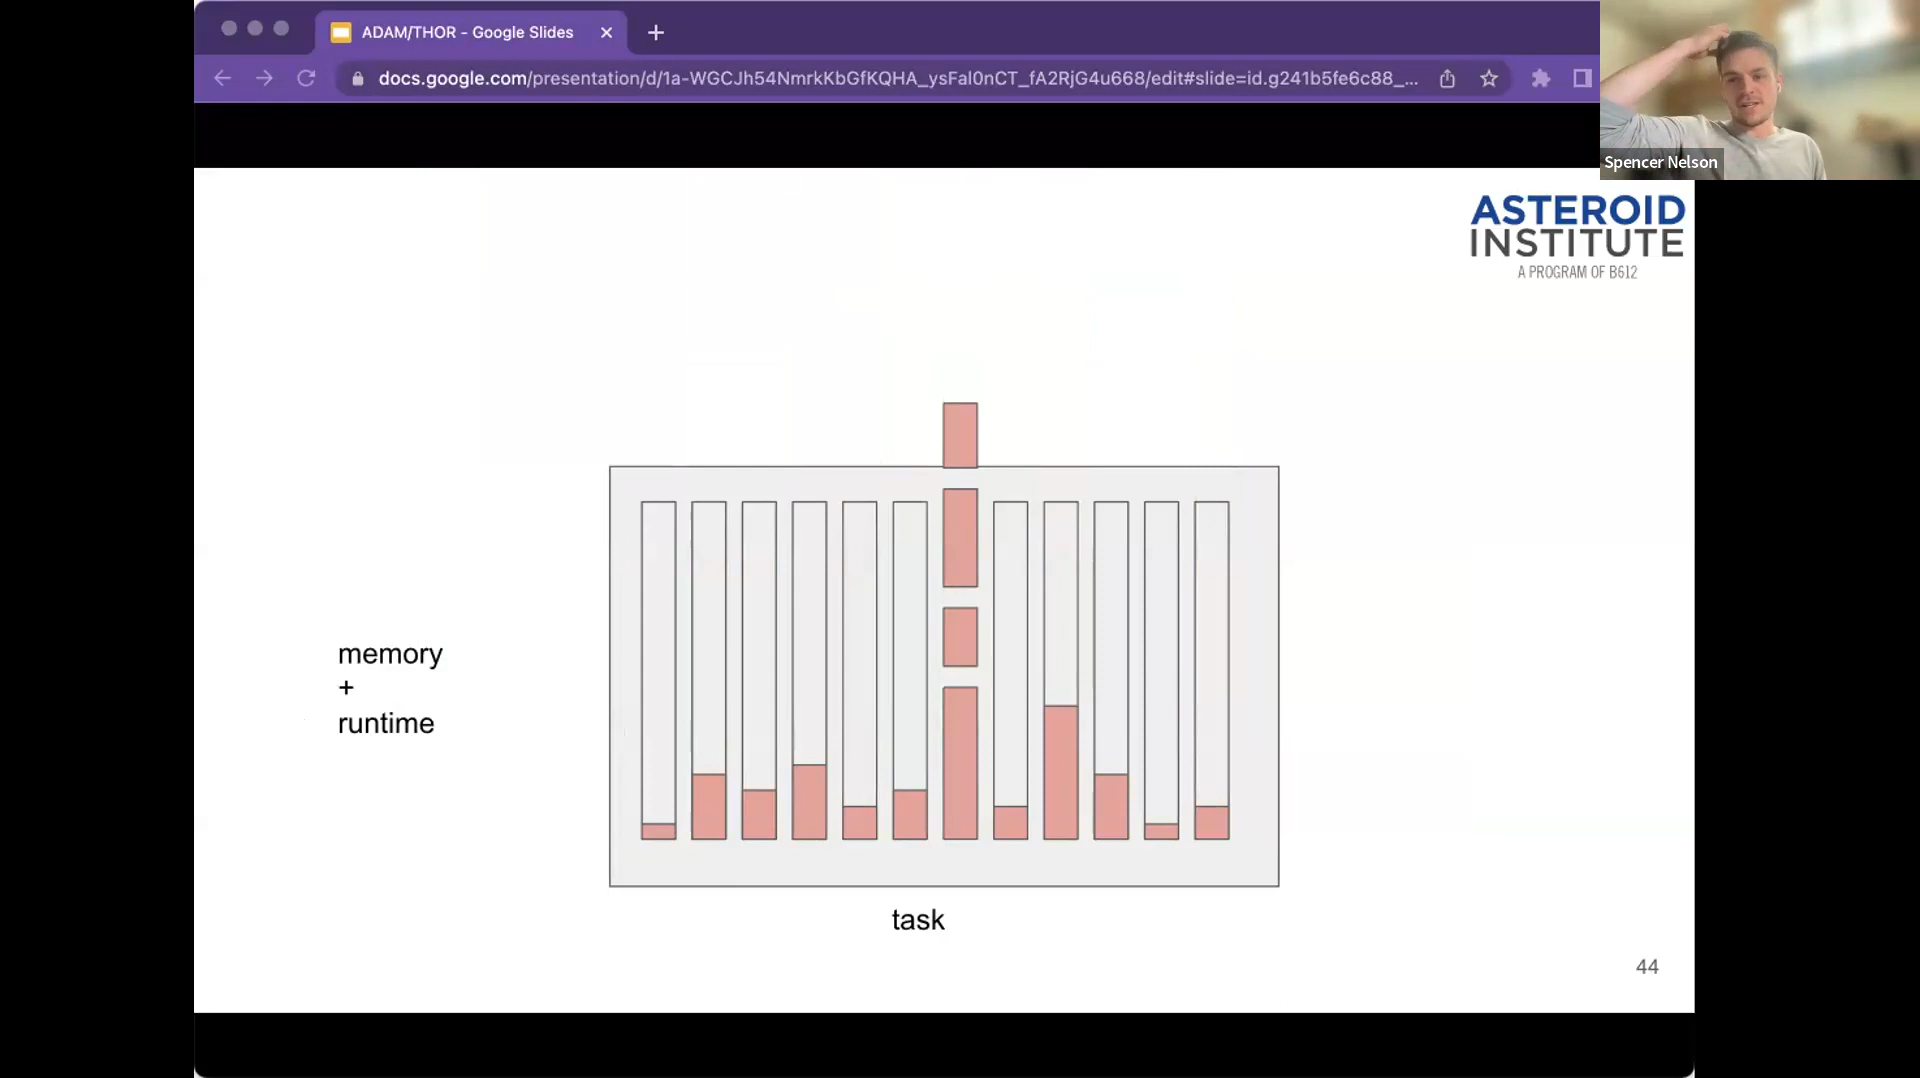 ADAM/THOR - Google Slides
docs.google.com/presentation/d/1a-WGCJh54NmrkKbGfKQHA_ysFal0nCT_fA2RjG4u668/edit#slide=id.g241b5fe6c88_...
Spencer Nelson
ASTEROID
INSTITUTE
A PROGRAM OF B612
memory
+
runtime
task
44